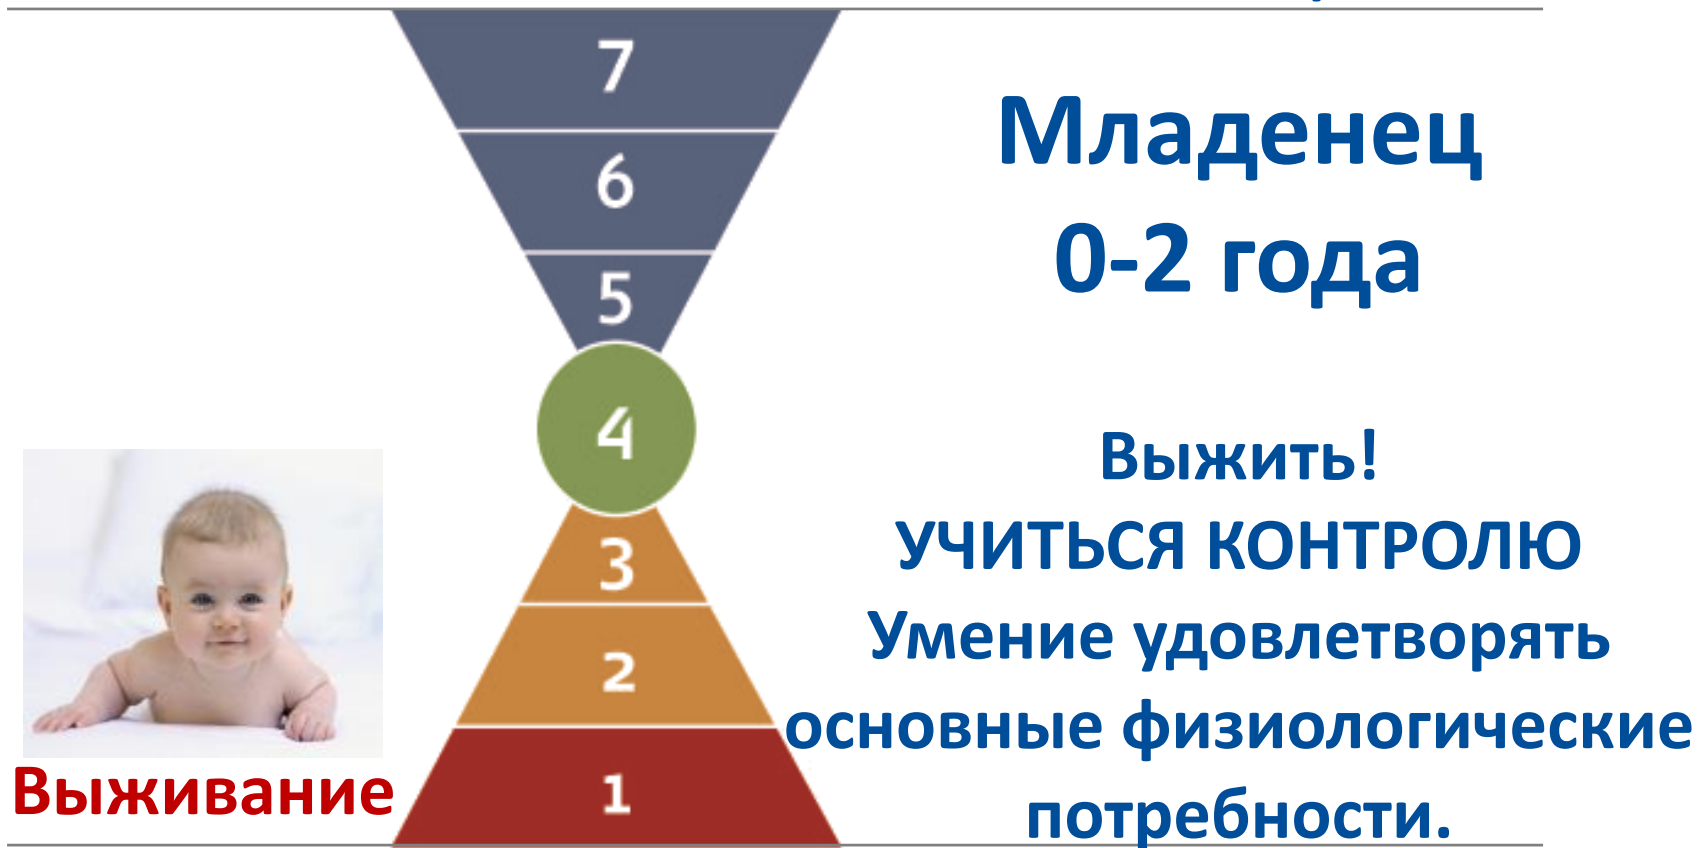 7
6
5
4
3
2
1
Младенец
0-2 года
Выжить!
УЧИТЬСЯ КОНТРОЛЮ
Умение удовлетворять
основные физиологические
потребности.
Выживание